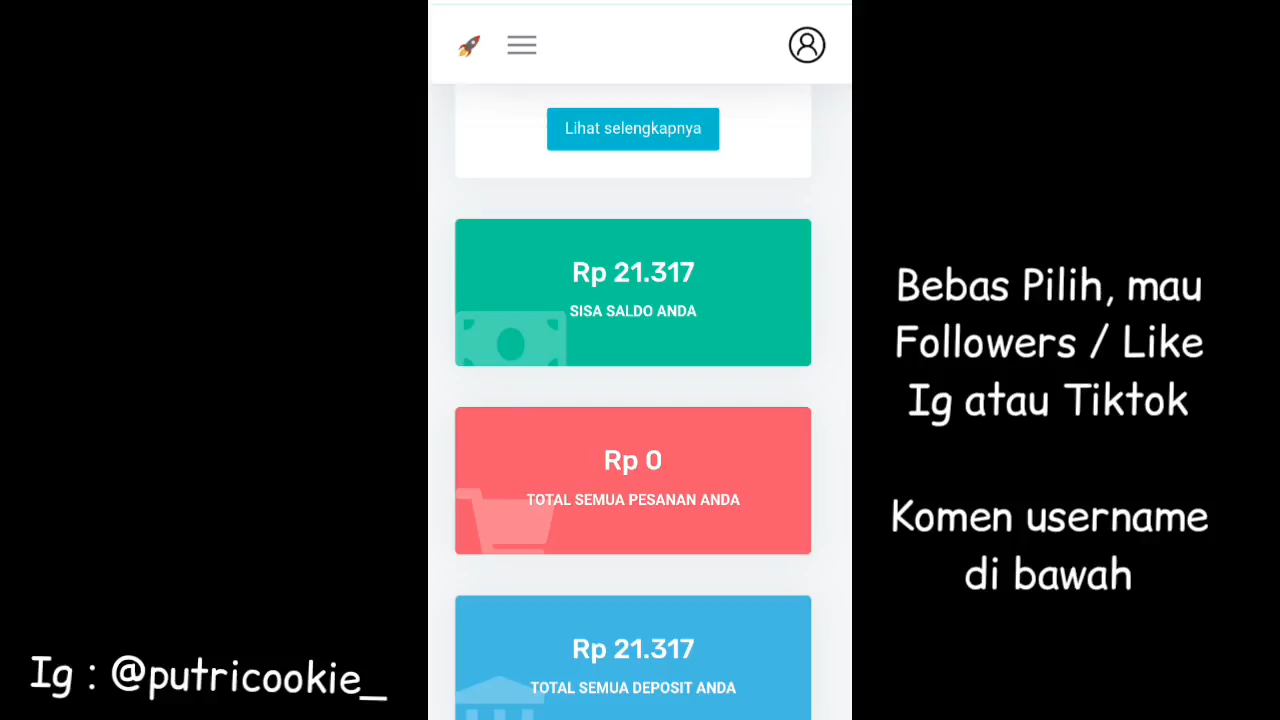 Lihat selengkapnya
Rp 21.317
SISA SALDO ANDA
Rp 0
TOTAL SEMUA PESANAN ANDA
Rp 21.317
TOTAL SEMUA DEPOSIT ANDA
Bebas Pilih, mau
Followers / Like
Ig atau Tiktok
Komen username
di bawah
Ig : @putricookie_